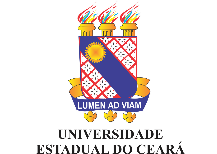 LUMEN AD VIAM
UNIVERSIDADE
ESTADUAL DO CEARÁ